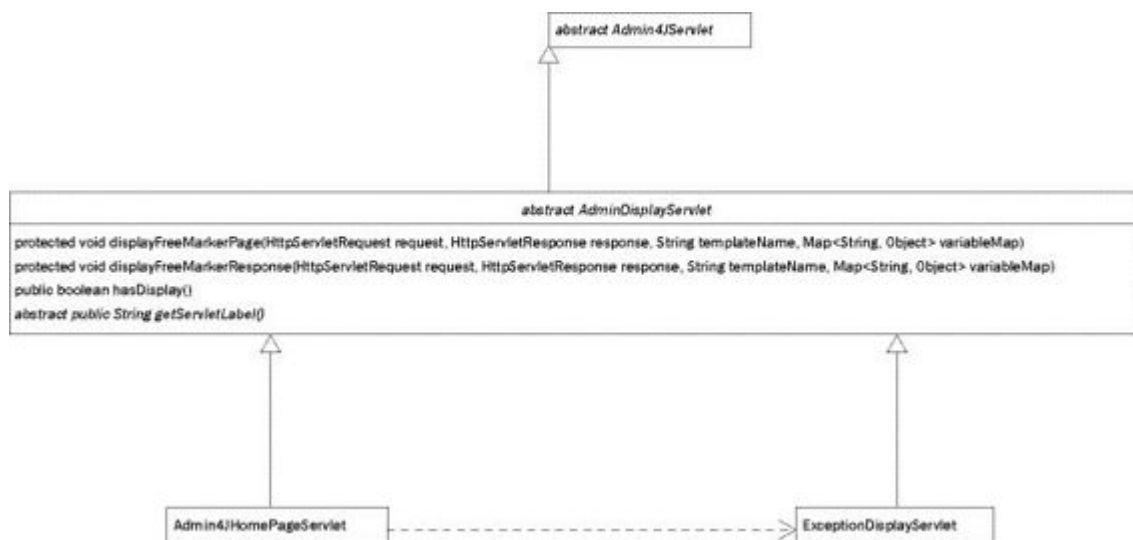 abstract Admin4JServlet
abstract AdminDisplayServlet
protected void displayFreeMarkerPage(HttpServletRequest request, HttpServletResponse response, String templateName, Map<String, Object> variableMap)
protected void displayFreeMarkerResponse(HttpServletRequest request, HttpServletResponse response, String templateName, Map<String, Object> variableMap)
public boolean hasDisplay()
abstract public String getServletLabel()
Admin4JHomePageServlet
ExceptionDisplayServlet